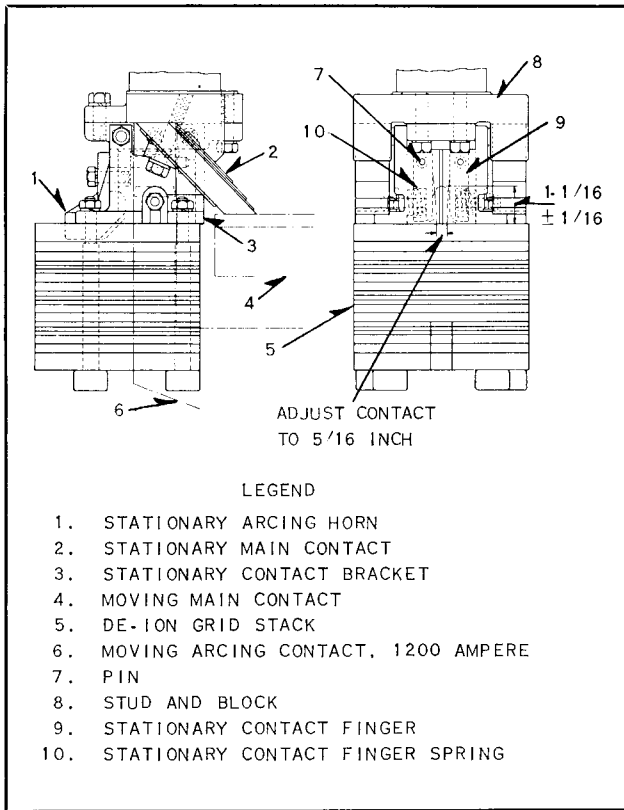 7
8
10
9
2
1
1-1/16
± 1/16
3
4
5
6
ADJUST CONTACT
TO 5/16 INCH
LEGEND
1. STATIONARY ARCING HORN
2. STATIONARY MAIN CONTACT
3. STATIONARY CONTACT BRACKET
4. MOVING MAIN CONTACT
5. DE-ION GRID STACK
6. MOVING ARCING CONTACT, 1200 AMPERE
7. PIN
8. STUD AND BLOCK
9. STATIONARY CONTACT FINGER
10. STATIONARY CONTACT FINGER SPRING